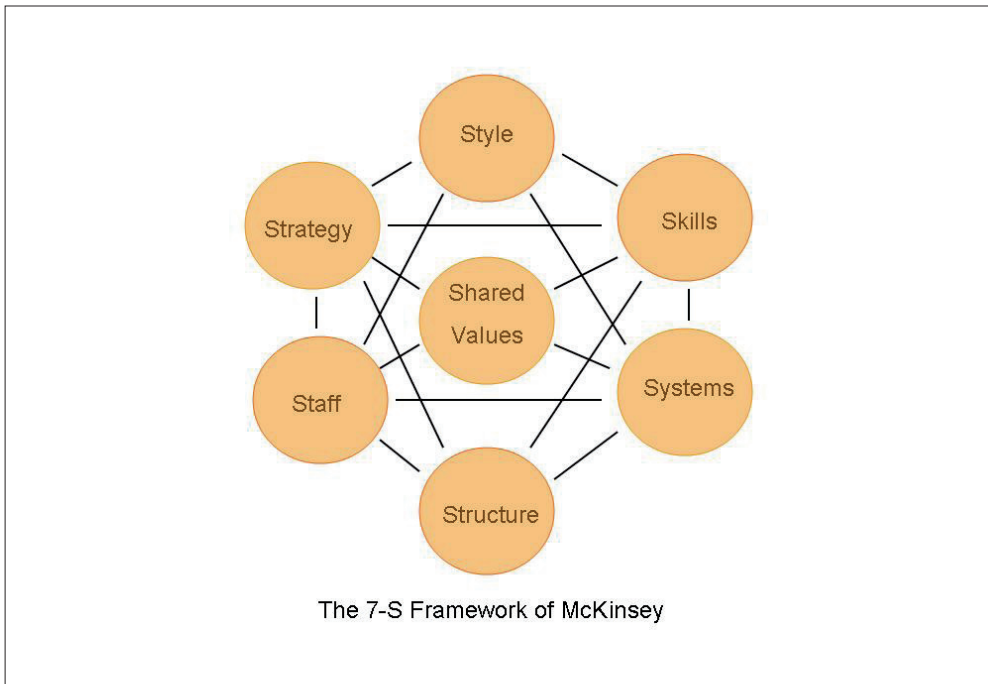 Style
Strategy
Skills
Shared
Values
Staff
Systems
Structure
The 7-S Framework of McKinsey